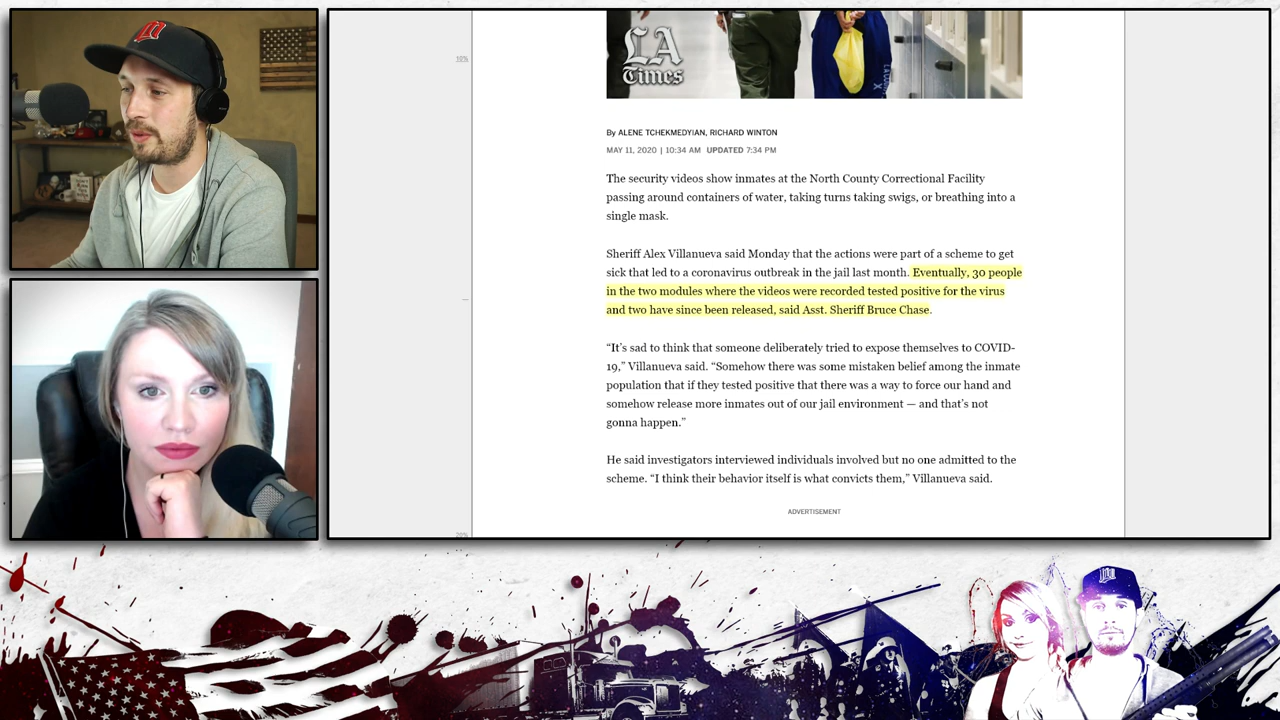 LA
Times
10%
By ALENE TCHEKMEDYIAN, RICHARD WINTON
MAY 11, 2020 | 10:34 AM UPDATED 7:34 PM
The security videos show inmates at the North County Correctional Facility
passing around containers of water, taking turns taking swigs, or breathing into a
single mask.
Sheriff Alex Villanueva said Monday that the actions were part of a scheme to get
sick that led to a coronavirus outbreak in the jail last month. Eventually, 30 people
in the two modules where the videos were recorded tested positive for the virus
and two have since been released, said Asst. Sheriff Bruce Chase.
“It’s sad to think that someone deliberately tried to expose themselves to COVID-
19,” Villanueva said. “Somehow there was some mistaken belief among the inmate
population that if they tested positive that there was a way to force our hand and
somehow release more inmates out of our jail environment — and that’s not
gonna happen.”
He said investigators interviewed individuals involved but no one admitted to the
scheme. “I think their behavior itself is what convicts them,” Villanueva said.
ADVERTISEMENT
20%